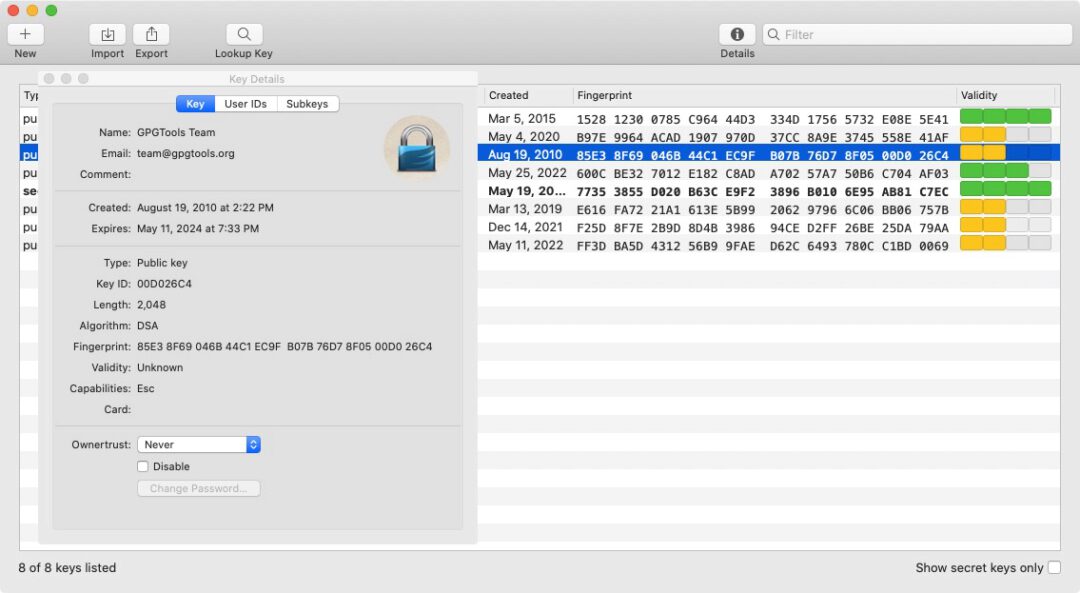 New Import Export Lookup Key Details Filter
Key Details
Key User IDs Subkeys
Name: GPGTools Team
Email: team@gpgtools.org
Comment:
Created: August 19, 2010 at 2:22 PM
Expires: May 11, 2024 at 7:33 PM
Type: Public key
Key ID: 00D026C4
Length: 2,048
Algorithm: DSA
Fingerprint: 85E3 8F69 046B 44C1 EC9F B07B 76D7 8F05 00D0 26C4
Validity: Unknown
Capabilities: Esc
Card:
Ownertrust: Never
Disable
Change Password...
Typ Created Fingerprint Validity
pu Mar 5, 2015 1528 1230 0785 C964 44D3 334D 1756 5732 E08E 5E41
pu May 4, 2020 B97E 9964 ACAD 1907 970D 37CC 8A9E 3745 558E 41AF
pu Aug 19, 2010 85E3 8F69 046B 44C1 EC9F B07B 76D7 8F05 00D0 26C4
pu May 25, 2022 600C BE32 7012 E182 C8AD A702 57A7 50B6 C704 AF03
se May 19, 20... 7735 3855 D020 B63C E9F2 3896 B010 6E95 AB81 C7EC
pu Mar 13, 2019 E616 FA72 21A1 613E 5B99 2062 9796 6C06 BB06 757B
pu Dec 14, 2021 F25D 8F7E 2B9D 8D4B 3986 94CE D2FF 26BE 25DA 79AA
pu May 11, 2022 FF3D BA5D 4312 56B9 9FAE D62C 6493 780C C1BD 0069
8 of 8 keys listed Show secret keys only